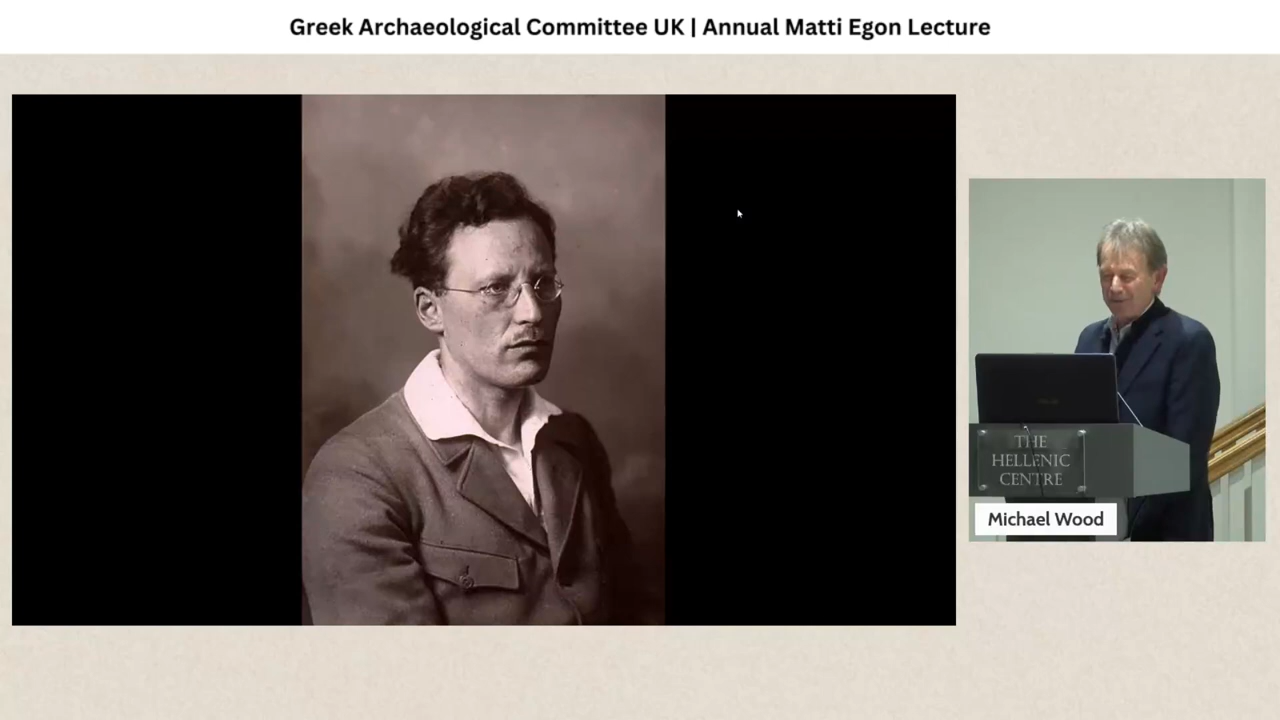 Greek Archaeological Committee UK | Annual Matti Egon Lecture
THE
HELLENIC
CENTRE
Michael Wood